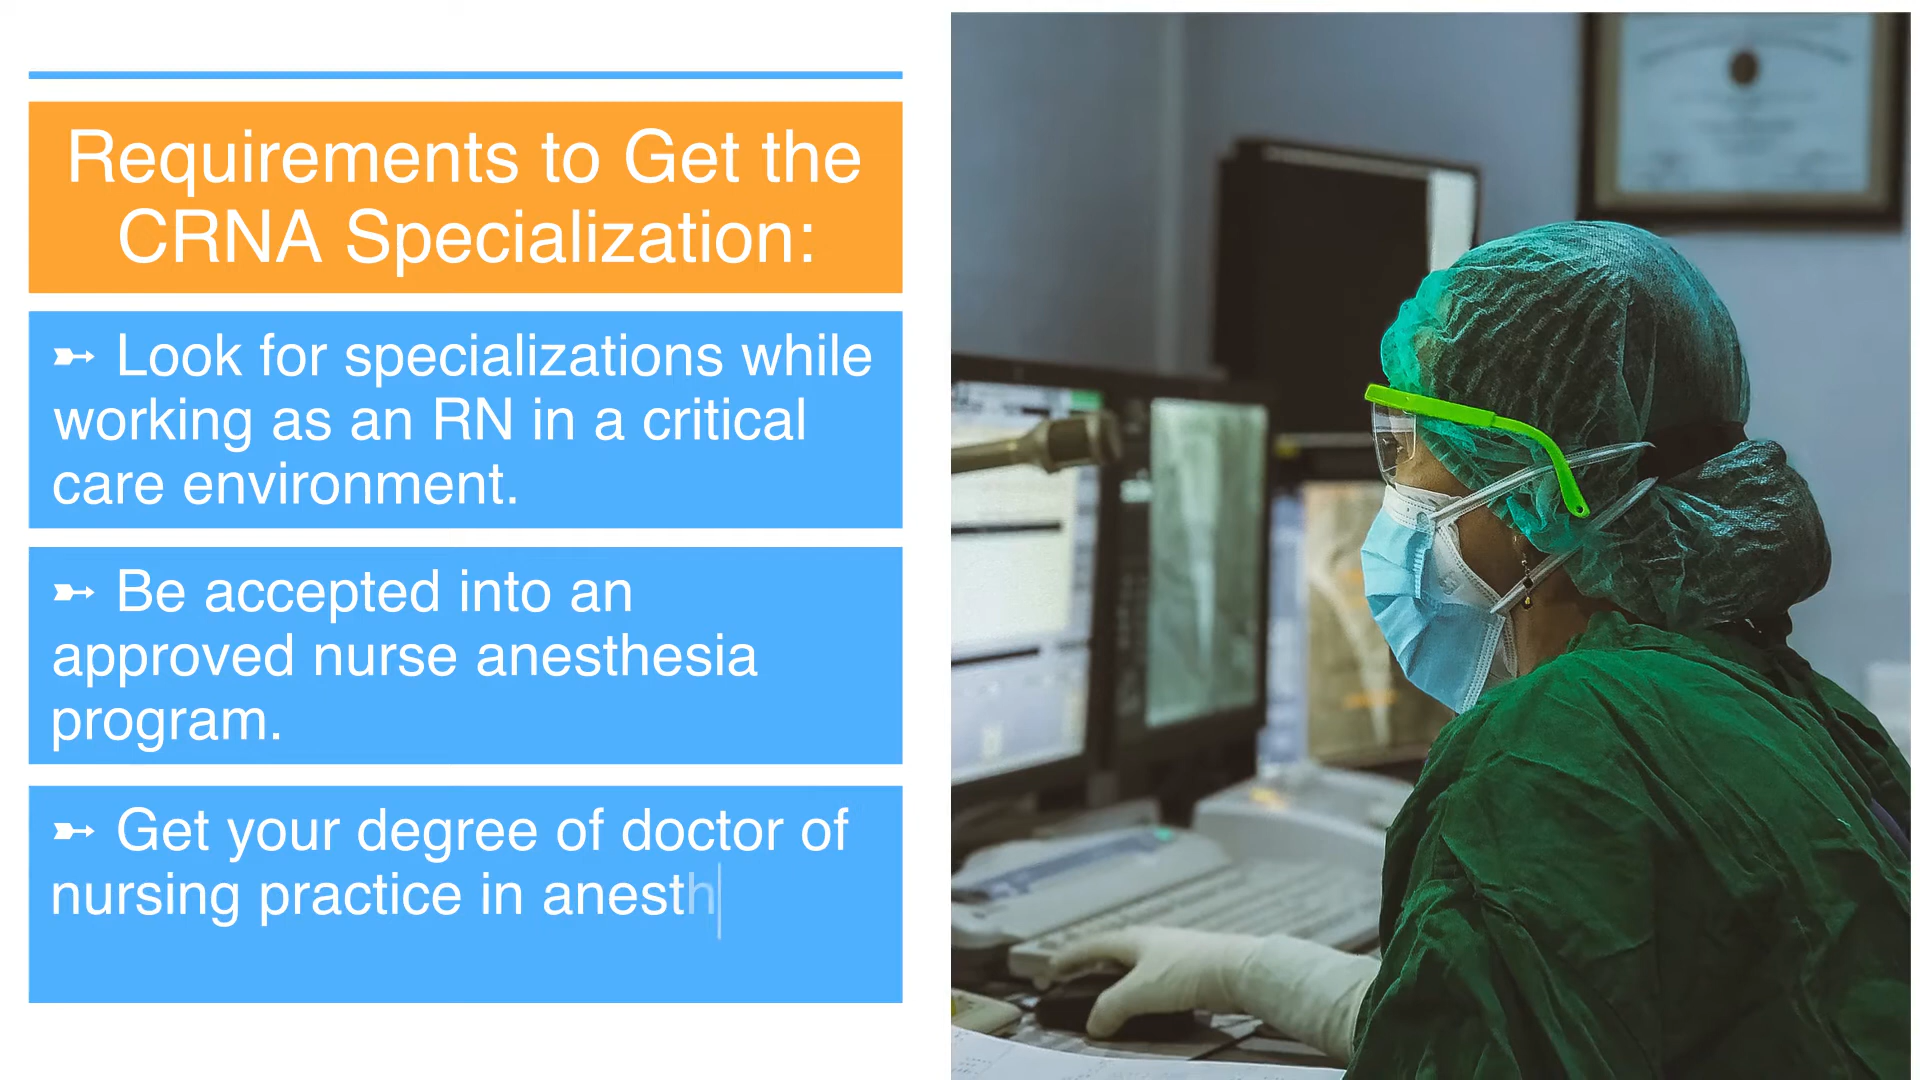 Requirements to Get the
CRNA Specialization:
➼ Look for specializations while
working as an RN in a critical
care environment.
➼ Be accepted into an
approved nurse anesthesia
program.
➼ Get your degree of doctor of
nursing practice in anesth